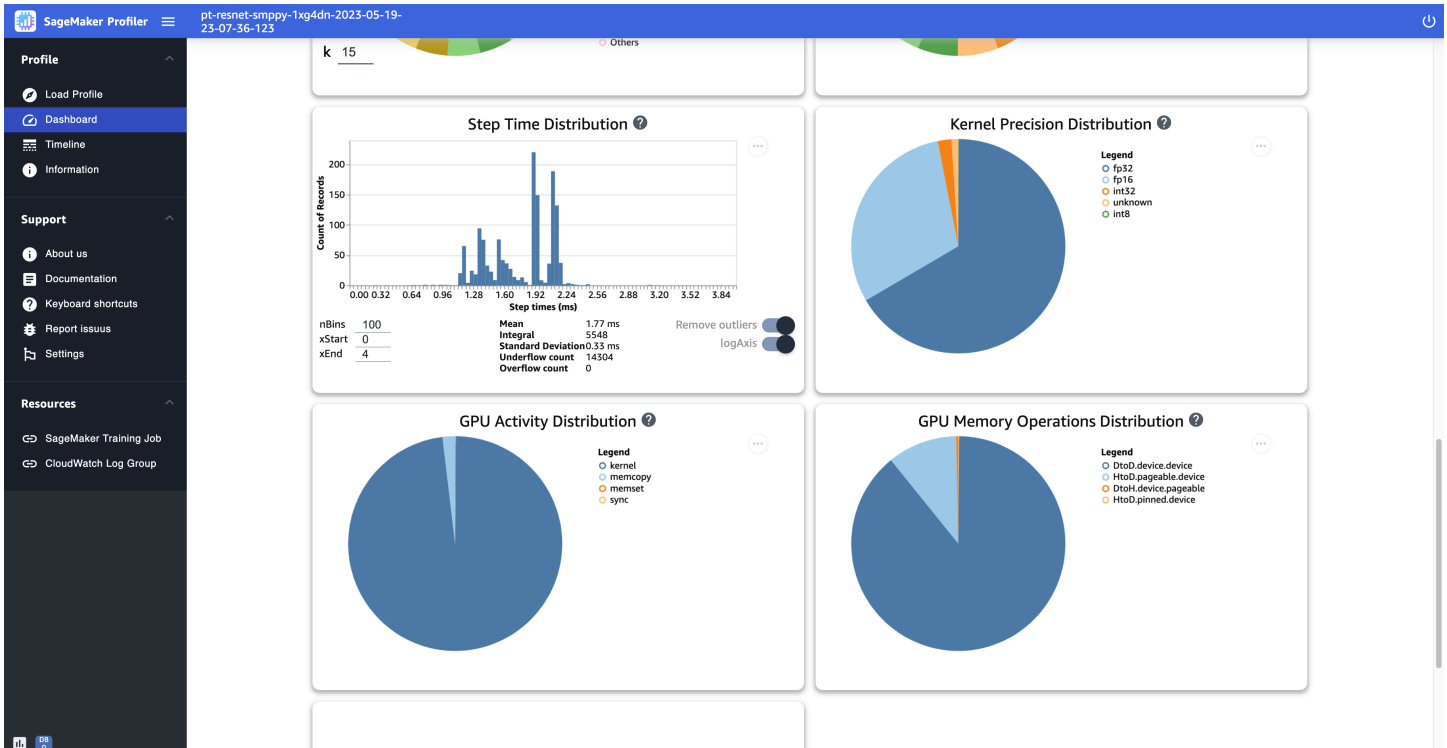 SageMaker Profiler
pt-resnet-smppy-1xg4dn-2023-05-19-
23-07-36-123
Profile
Load Profile
Dashboard
Timeline
Information
Support
About us
Documentation
Keyboard shortcuts
Report issuus
Settings
Resources
SageMaker Training Job
CloudWatch Log Group
DB
0
k 15
Others
Step Time Distribution ?
...
Count of Records
200
150
100
50
0
0.00 0.32 0.64 0.96 1.28 1.60 1.92 2.24 2.56 2.88 3.20 3.52 3.84
Step times (ms)
nBins 100
xStart 0
xEnd 4
Mean 1.77 ms
Integral 5548
Standard Deviation 0.33 ms
Underflow count 14304
Overflow count 0
Remove outliers
logAxis
Kernel Precision Distribution ?
...
Legend
fp32
fp16
int32
unknown
int8
GPU Activity Distribution ?
...
Legend
kernel
memcopy
memset
sync
GPU Memory Operations Distribution ?
...
Legend
DtoD.device.device
HtoD.pageable.device
DtoH.device.pageable
HtoD.pinned.device